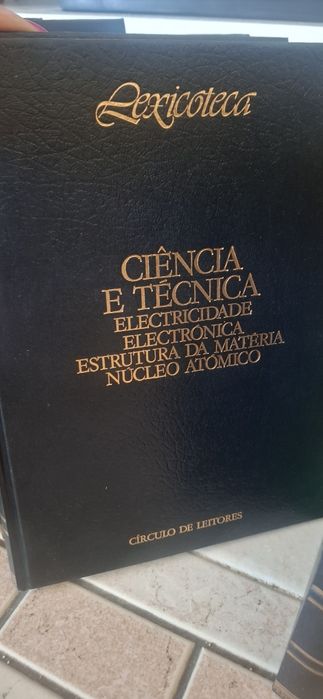 Lexicoteca
CIÊNCIA
E TÉCNICA
ELECTRICIDADE
ELECTRÓNICA
ESTRUTURA DA MATÉRIA
NÚCLEO ATÓMICO
CÍRCULO DE LEITORES